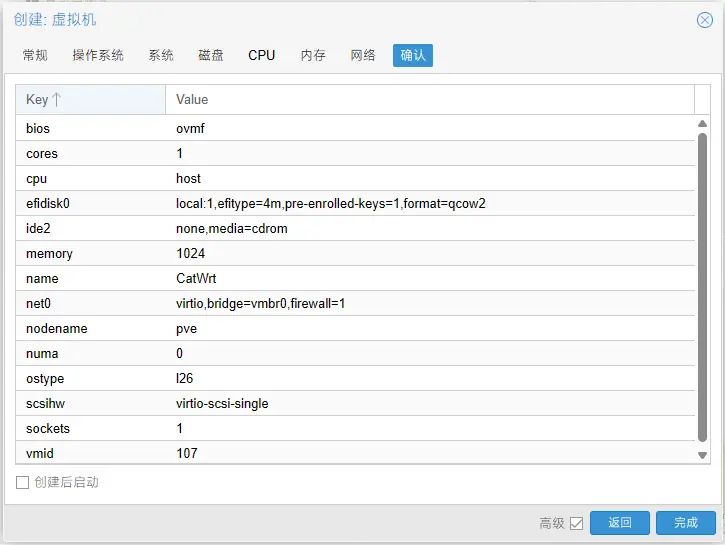 创建: 虚拟机
常规 操作系统 系统 磁盘 CPU 内存 网络 确认
Key Value
bios ovmf
cores 1
cpu host
efidisk0 local:1,efitype=4m,pre-enrolled-keys=1,format=qcow2
ide2 none,media=cdrom
memory 1024
name CatWrt
net0 virtio,bridge=vmbr0,firewall=1
nodename pve
numa 0
ostype l26
scsihw virtio-scsi-single
sockets 1
vmid 107
创建后启动
高级 返回 完成